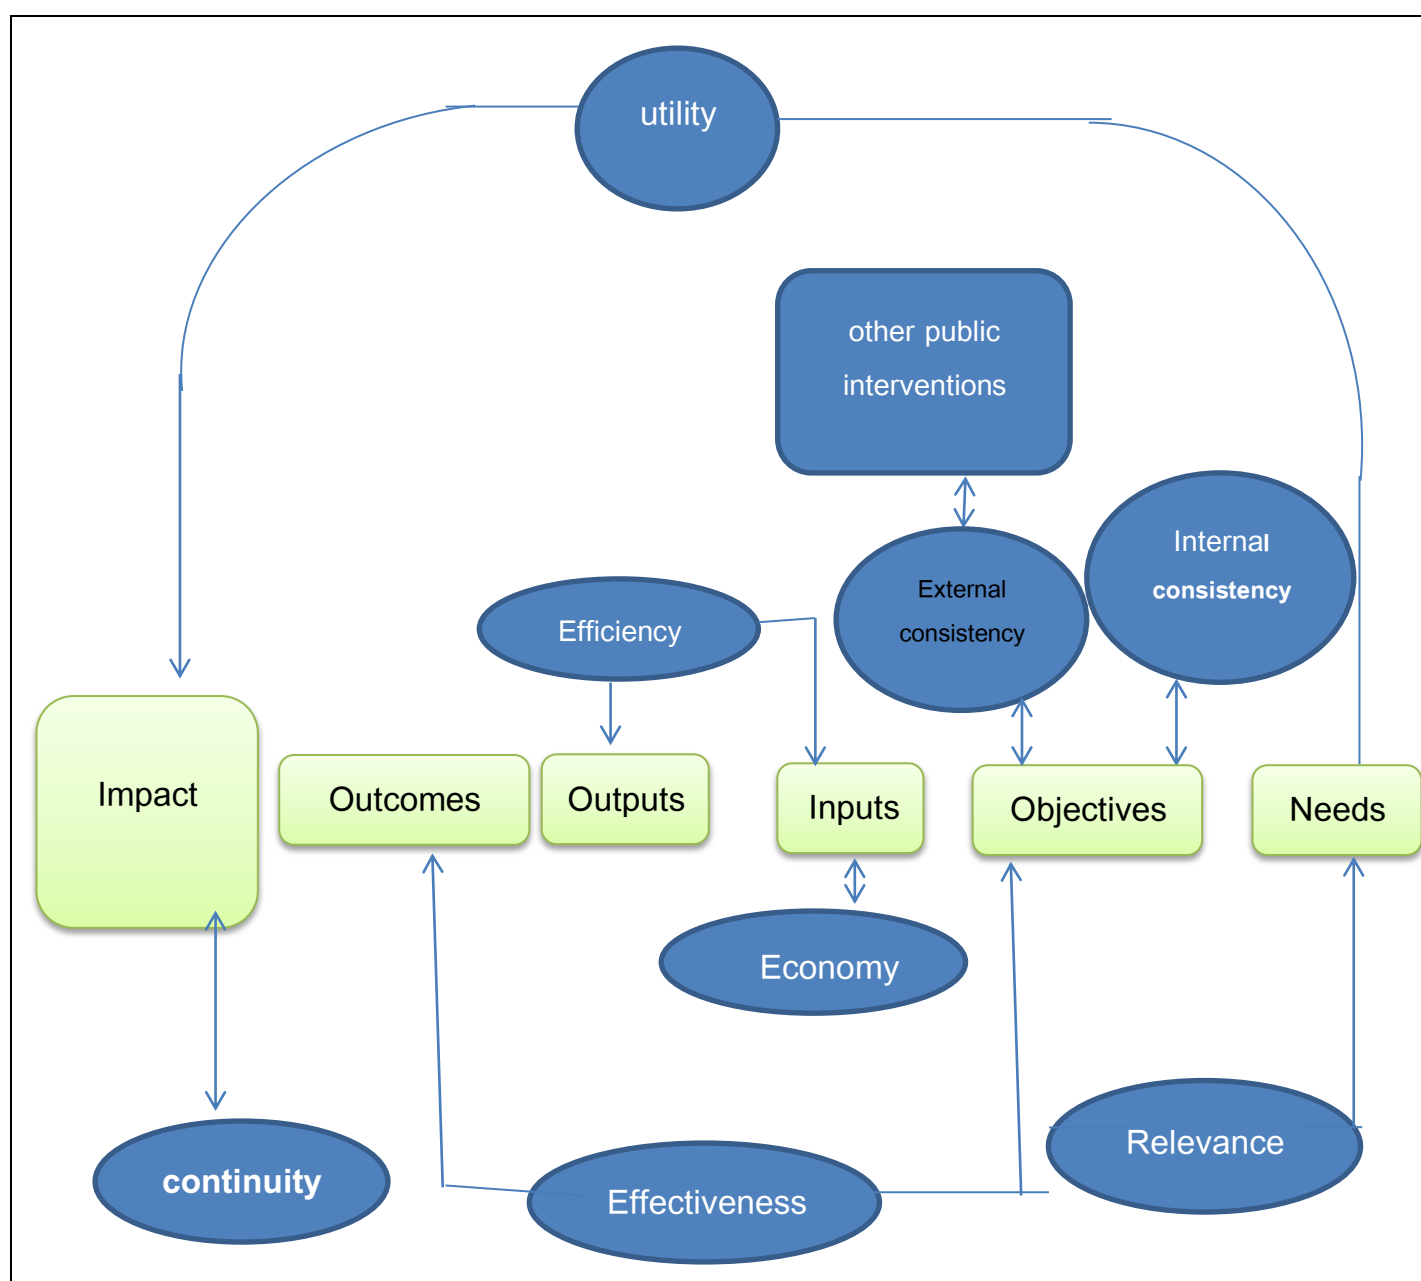 utility
other public
interventions
Internal
consistency
External
consistency
Efficiency
Impact
Outcomes
Outputs
Inputs
Objectives
Needs
Economy
Relevance
continuity
Effectiveness